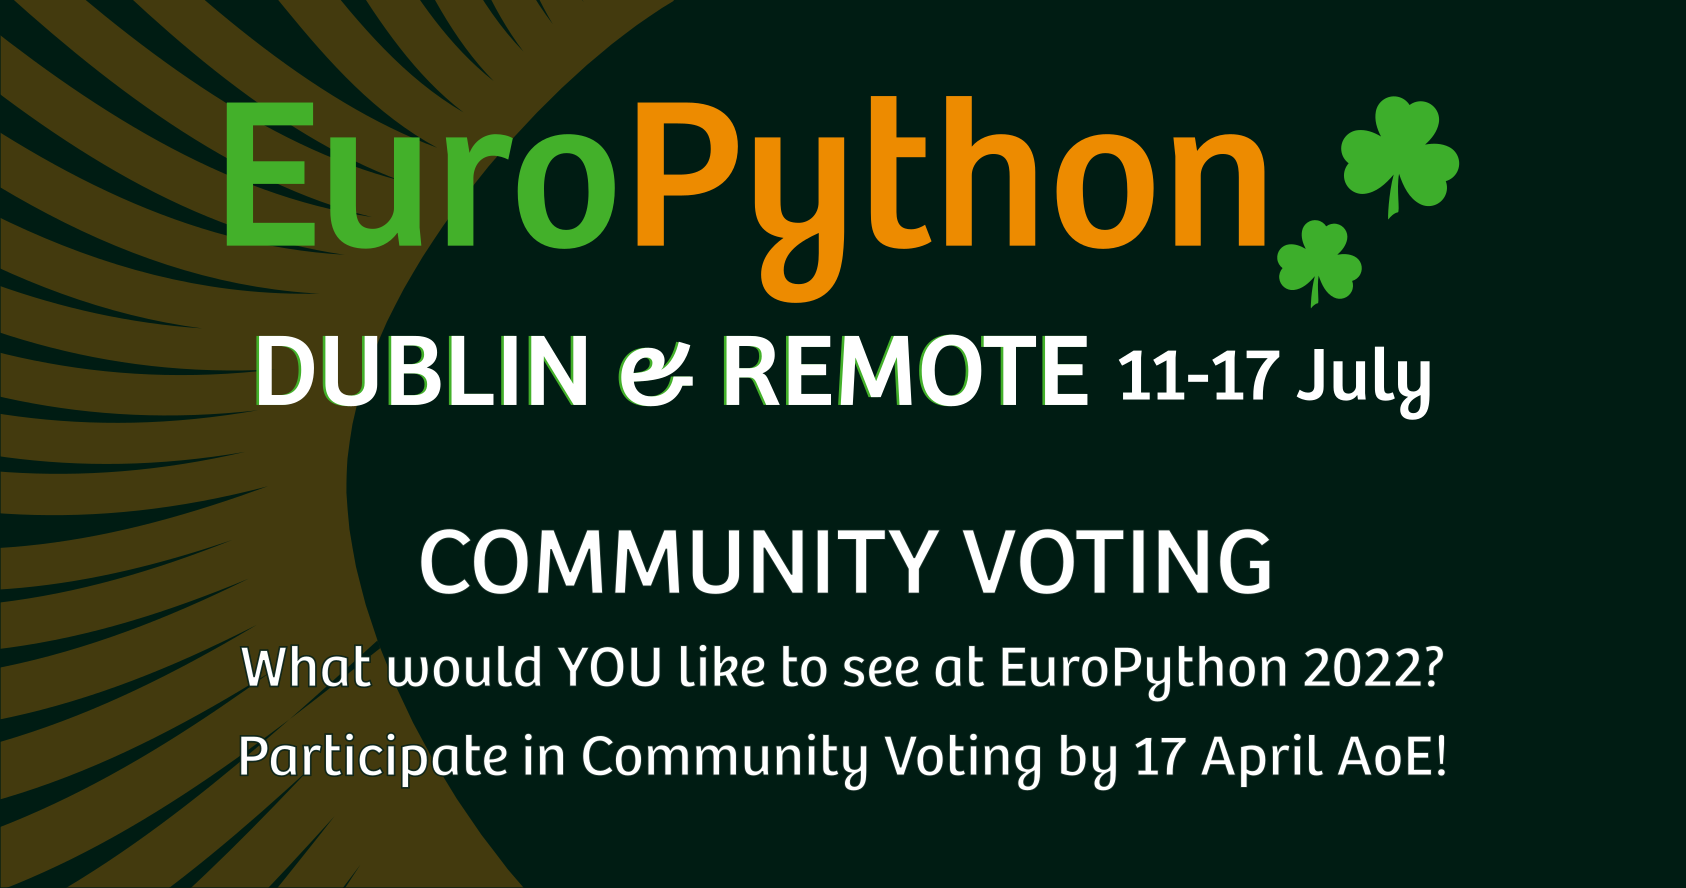 EuroPython
DUBLIN & REMOTE 11-17 July
COMMUNITY VOTING
What would YOU like to see at EuroPython 2022?
Participate in Community Voting by 17 April AoE!